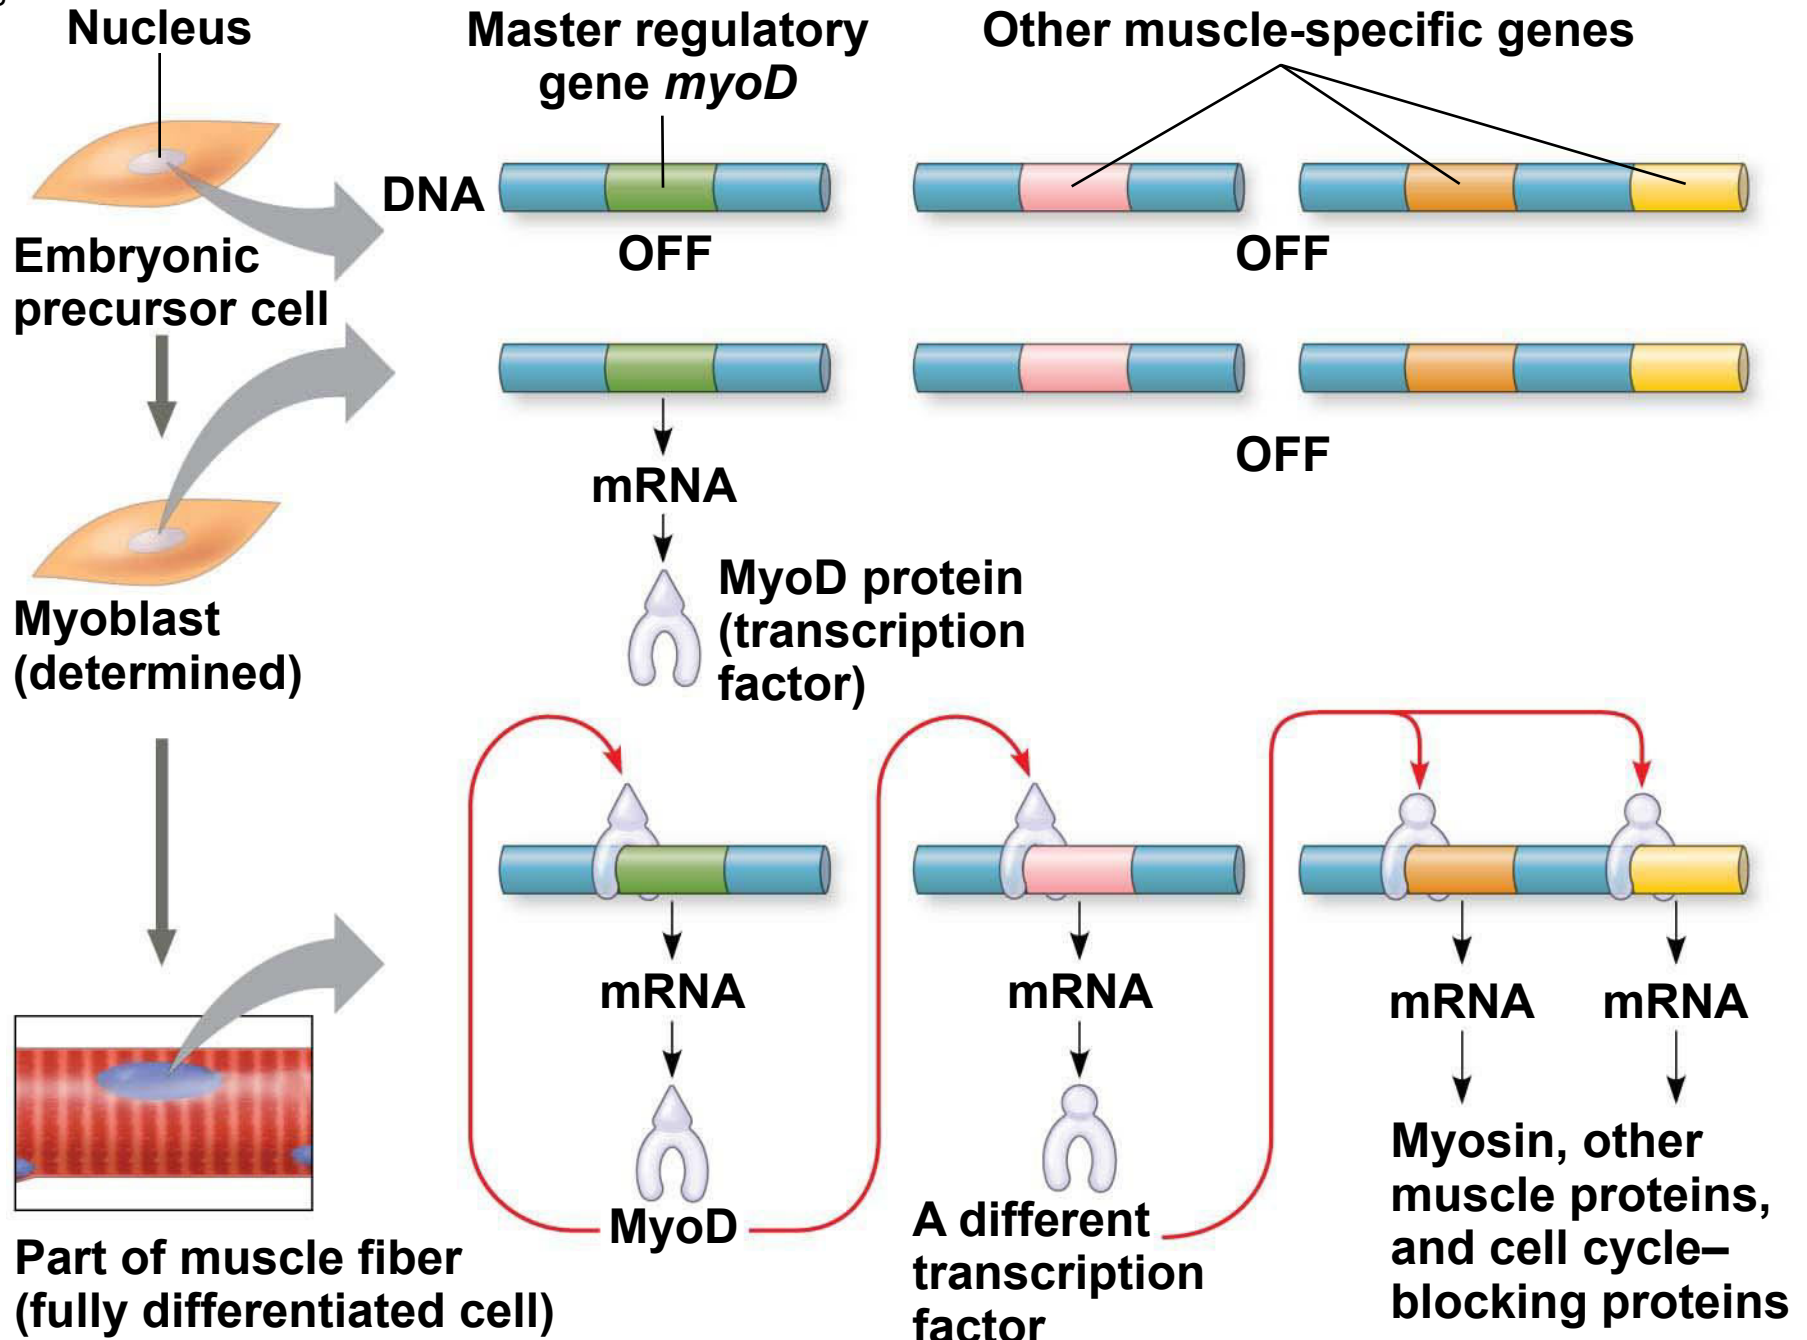 Nucleus
Master regulatory
gene myoD
Other muscle-specific genes
DNA
OFF
OFF
Embryonic
precursor cell
mRNA
OFF
MyoD protein
(transcription
factor)
Myoblast
(determined)
mRNA
mRNA
mRNA
mRNA
MyoD
A different
transcription
factor
Myosin, other
muscle proteins,
and cell cycle–
blocking proteins
Part of muscle fiber
(fully differentiated cell)